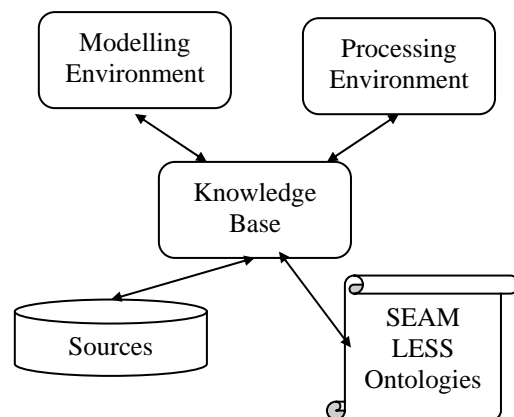 Modelling
Environment
Processing
Environment
Knowledge
Base
Sources
SEAM
LESS
Ontologies